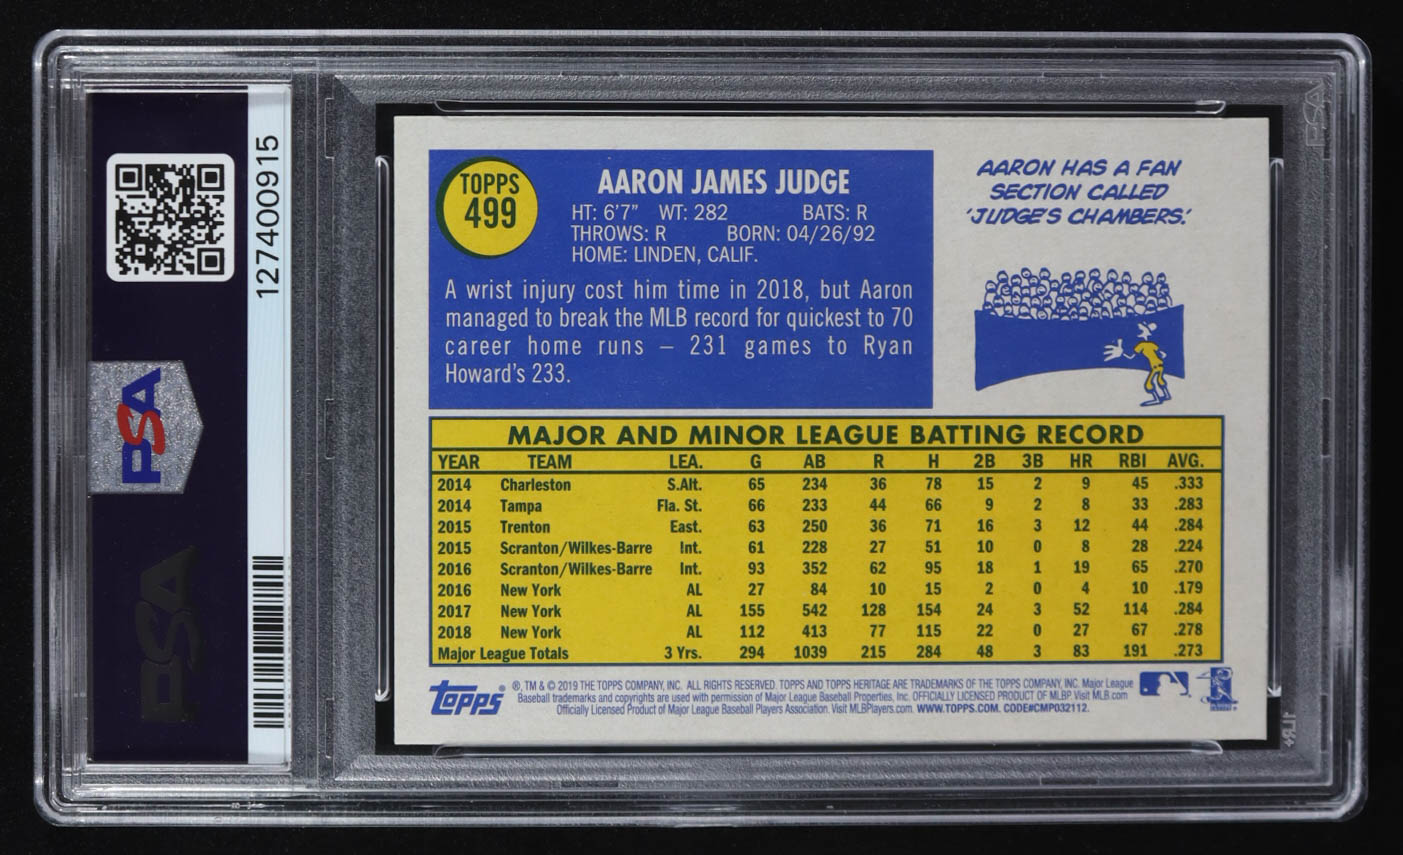 127400915
PSA
PSA
PSA
TOPPS
499
AARON JAMES JUDGE
HT: 6'7" WT: 282 BATS: R
THROWS: R BORN: 04/26/92
HOME: LINDEN, CALIF.
A wrist injury cost him time in 2018, but Aaron
managed to break the MLB record for quickest to 70
career home runs – 231 games to Ryan
Howard's 233.
AARON HAS A FAN
SECTION CALLED
'JUDGE'S CHAMBERS.'
MAJOR AND MINOR LEAGUE BATTING RECORD
YEAR TEAM LEA. G AB R H 2B 3B HR RBI AVG.
2014 Charleston S.Alt. 65 234 36 78 15 2 9 45 .333
2014 Tampa Fla. St. 66 233 44 66 9 2 8 33 .283
2015 Trenton East. 63 250 36 71 16 3 12 44 .284
2015 Scranton/Wilkes-Barre Int. 61 228 27 51 10 0 8 28 .224
2016 Scranton/Wilkes-Barre Int. 93 352 62 95 18 1 19 65 .270
2016 New York AL 27 84 10 15 2 0 4 10 .179
2017 New York AL 155 542 128 154 24 3 52 114 .284
2018 New York AL 112 413 77 115 22 0 27 67 .278
Major League Totals 3 Yrs. 294 1039 215 284 48 3 83 191 .273
Topps
®, TM & © 2019 THE TOPPS COMPANY, INC. ALL RIGHTS RESERVED. TOPPS AND TOPPS HERITAGE ARE TRADEMARKS OF THE TOPPS COMPANY, INC. Major League
Baseball trademarks and copyrights are used with permission of Major League Baseball Properties, Inc. OFFICIALLY LICENSED PRODUCT OF MLBP. Visit MLB.com
Officially Licensed Product of Major League Baseball Players Association. Visit MLBPlayers.com. WWW.TOPPS.COM. CODE#CMP032112.